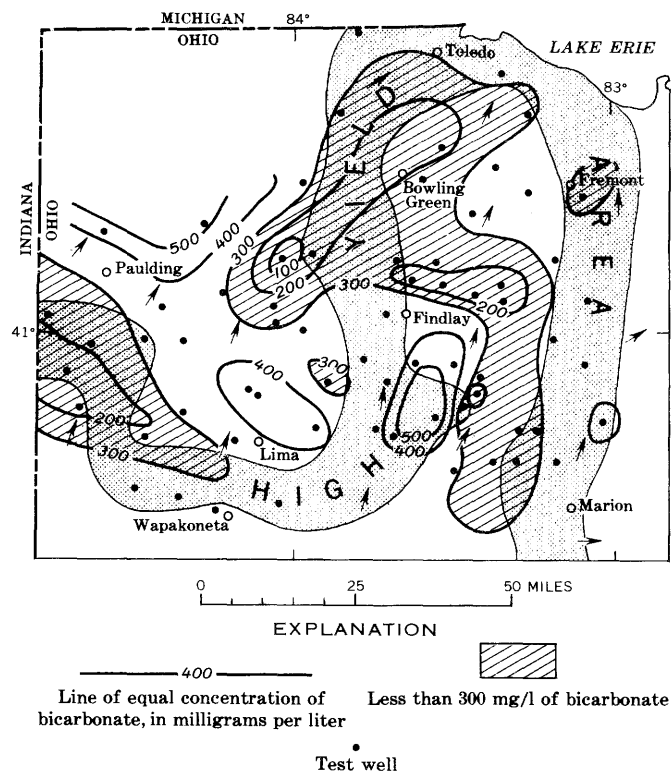 MICHIGAN
OHIO
84°
LAKE ERIE
Toledo
83°
HIGH YIELD AREA
Fremont
Bowling
Green
INDIANA
OHIO
500
400
300
100
200
300
Paulding
200
41°
Findlay
400
300
200
300
500
400
Lima
Wapakoneta
Marion
0 25 50 MILES
EXPLANATION
400
Line of equal concentration of
bicarbonate, in milligrams per liter
Less than 300 mg/l of bicarbonate
Test well